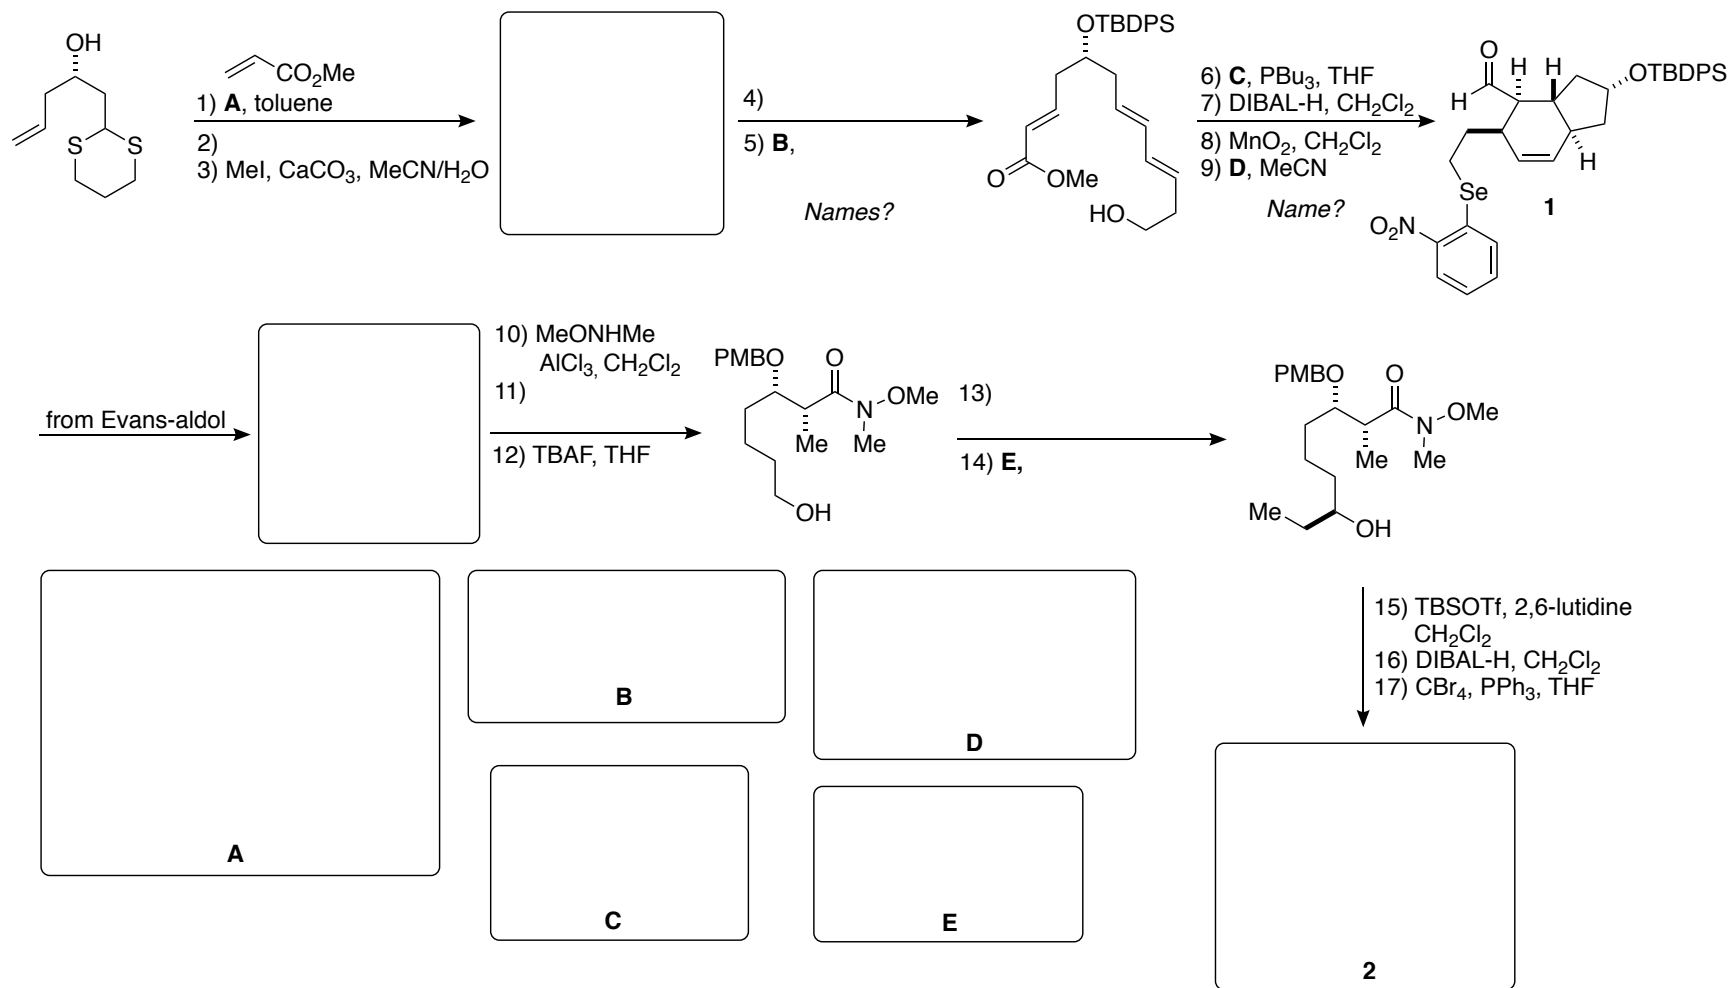 OH
S
S
CO2Me
1) A, toluene
2)
3) MeI, CaCO3, MeCN/H2O
4)
5) B,
Names?
OTBDPS
O
OMe
HO
6) C, PBu3, THF
7) DIBAL-H, CH2Cl2
8) MnO2, CH2Cl2
9) D, MeCN
Name?
O
H
H
H
OTBDPS
H
Se
O2N
1
from Evans-aldol
10) MeONHMe
AlCl3, CH2Cl2
11)
12) TBAF, THF
PMBO
O
N
OMe
Me
Me
OH
13)
14) E,
PMBO
O
N
OMe
Me
Me
Me
OH
15) TBSOTf, 2,6-lutidine
CH2Cl2
16) DIBAL-H, CH2Cl2
17) CBr4, PPh3, THF
A
B
C
D
E
2